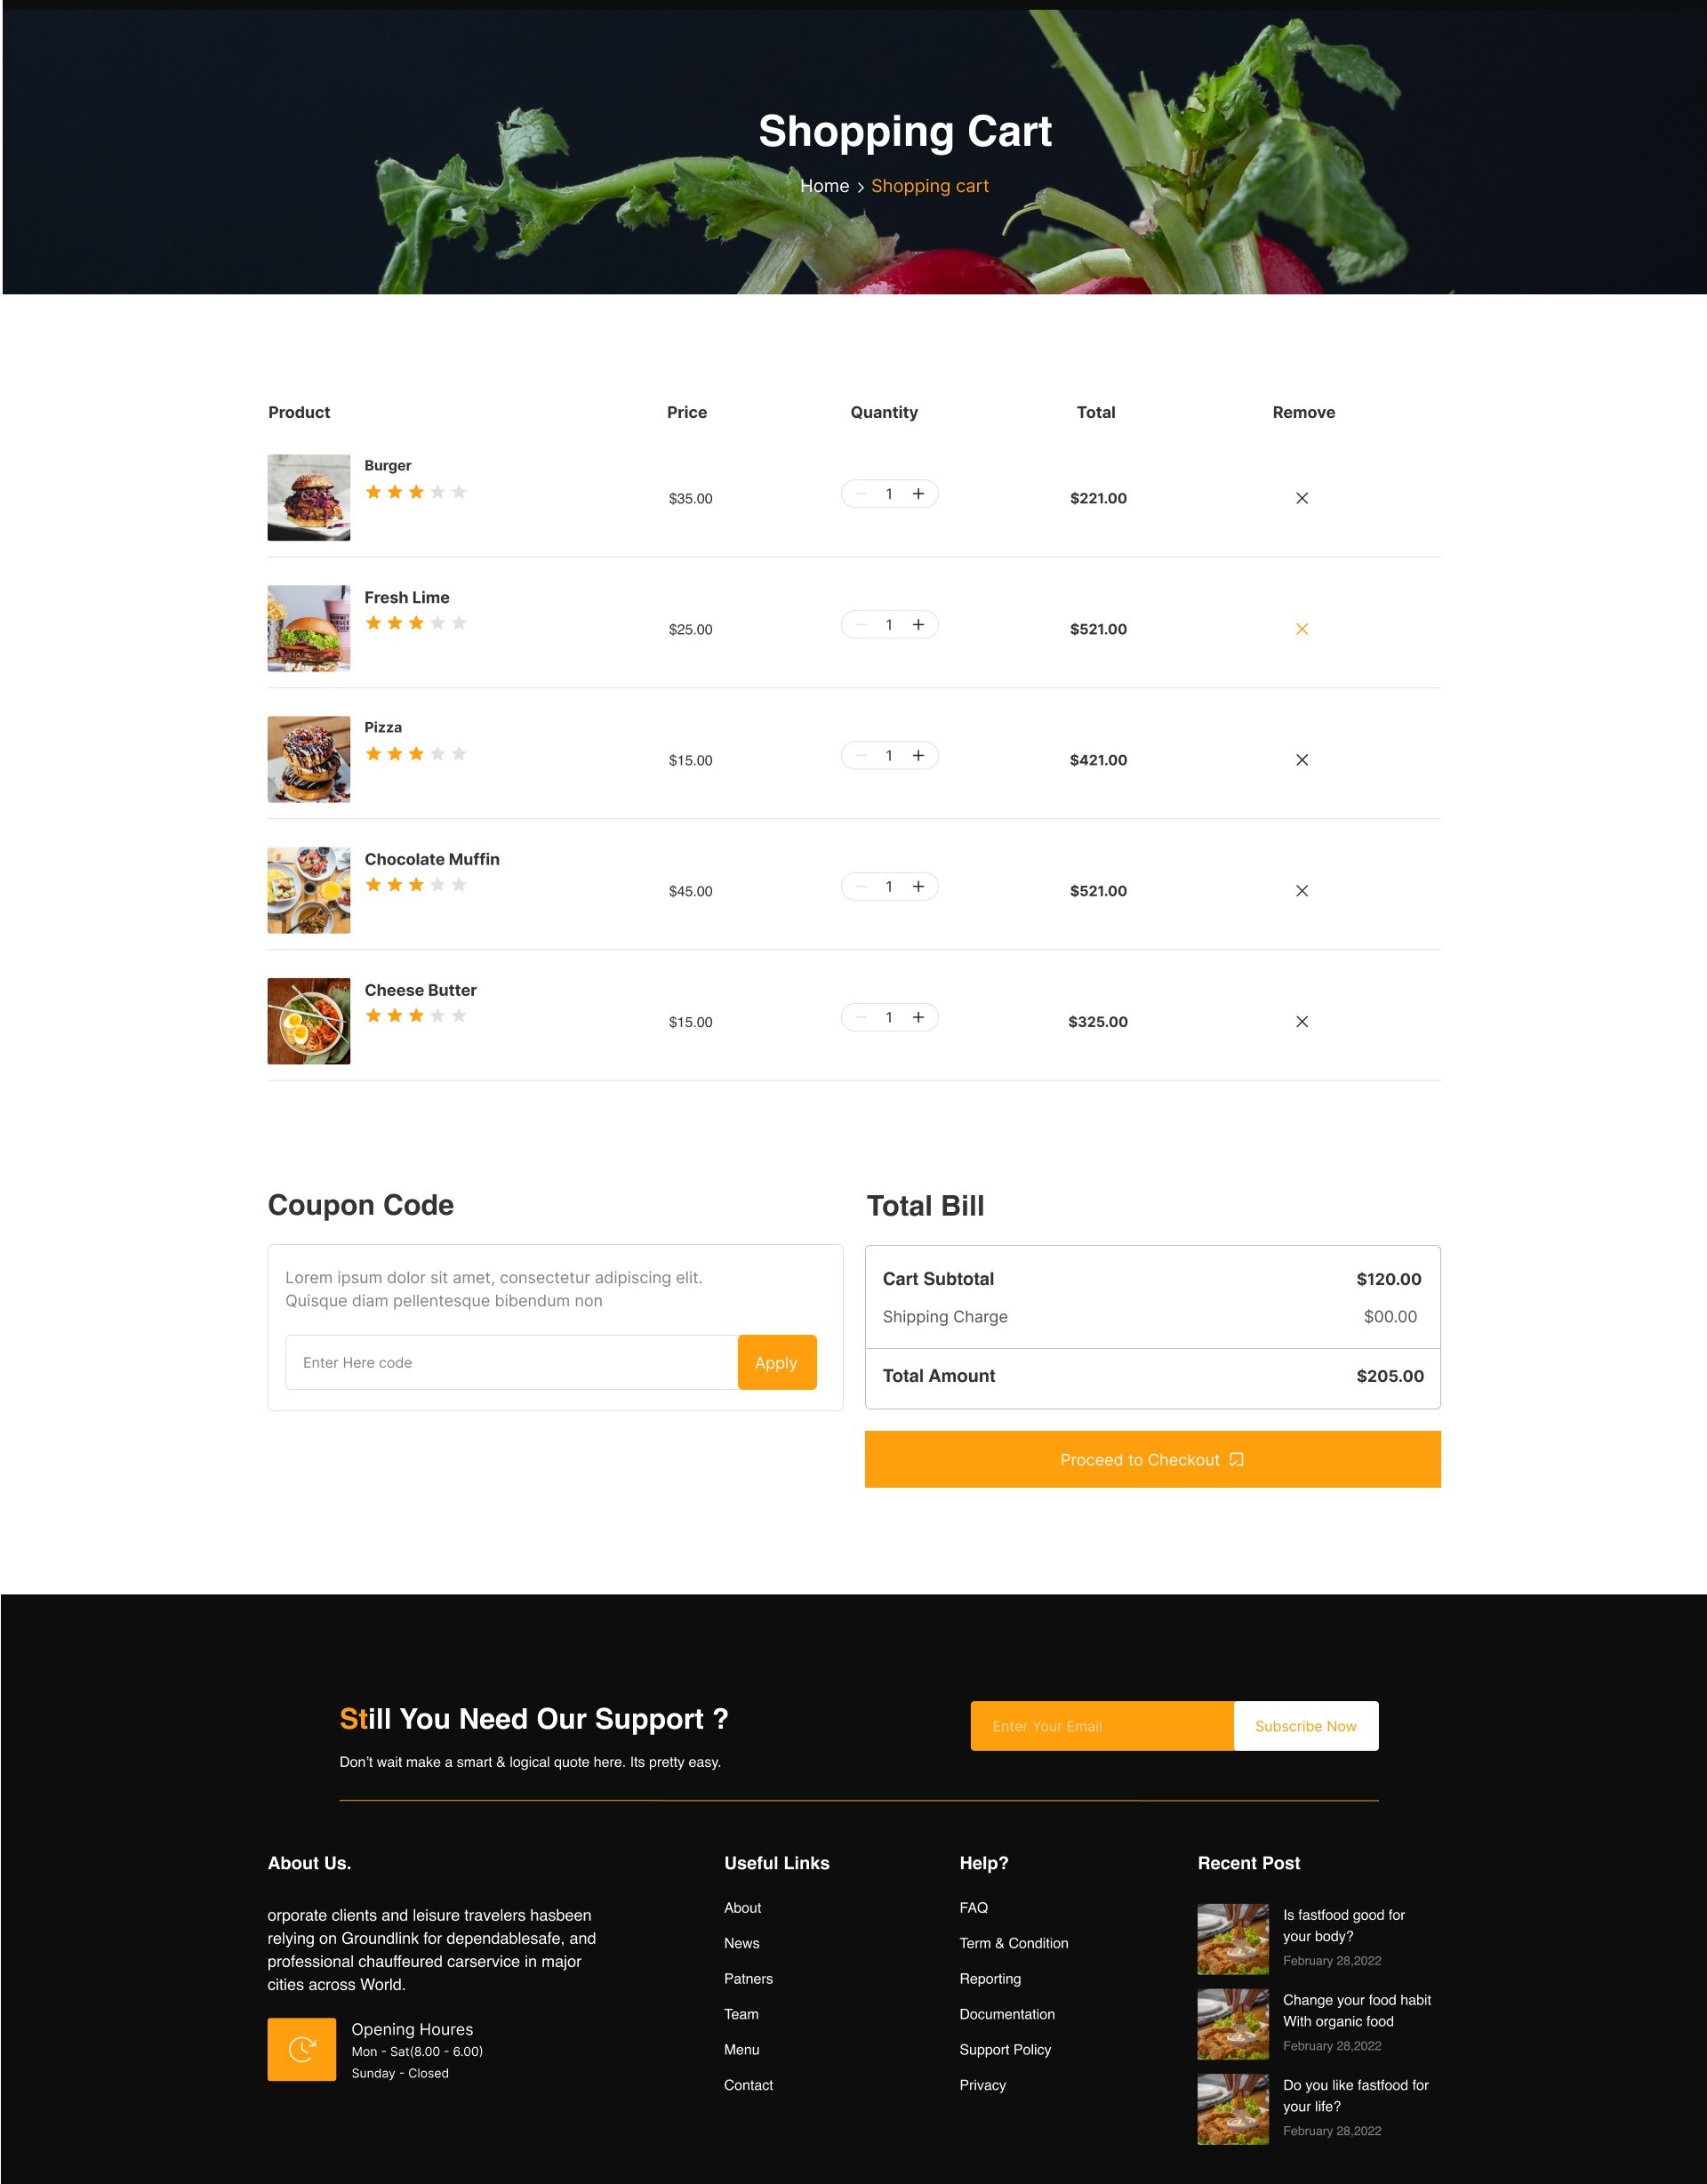 Shopping Cart
Home > Shopping cart
Product Price Quantity Total Remove
Burger
$35.00 1 $221.00
Fresh Lime
$25.00 1 $521.00
Pizza
$15.00 1 $421.00
Chocolate Muffin
$45.00 1 $521.00
Cheese Butter
$15.00 1 $325.00
Coupon Code
Lorem ipsum dolor sit amet, consectetur adipiscing elit.
Quisque diam pellentesque bibendum non
Enter Here code
Apply
Total Bill
Cart Subtotal $120.00
Shipping Charge $00.00
Total Amount $205.00
Proceed to Checkout
Still You Need Our Support ?
Don't wait make a smart & logical quote here. Its pretty easy.
Enter Your Email
Subscribe Now
About Us.
orporate clients and leisure travelers hasbeen
relying on Groundlink for dependablesafe, and
professional chauffeured carservice in major
cities across World.
Opening Houres
Mon - Sat(8.00 - 6.00)
Sunday - Closed
Useful Links
About
News
Patners
Team
Menu
Contact
Help?
FAQ
Term & Condition
Reporting
Documentation
Support Policy
Privacy
Recent Post
Is fastfood good for
your body?
February 28,2022
Change your food habit
With organic food
February 28,2022
Do you like fastfood for
your life?
February 28,2022